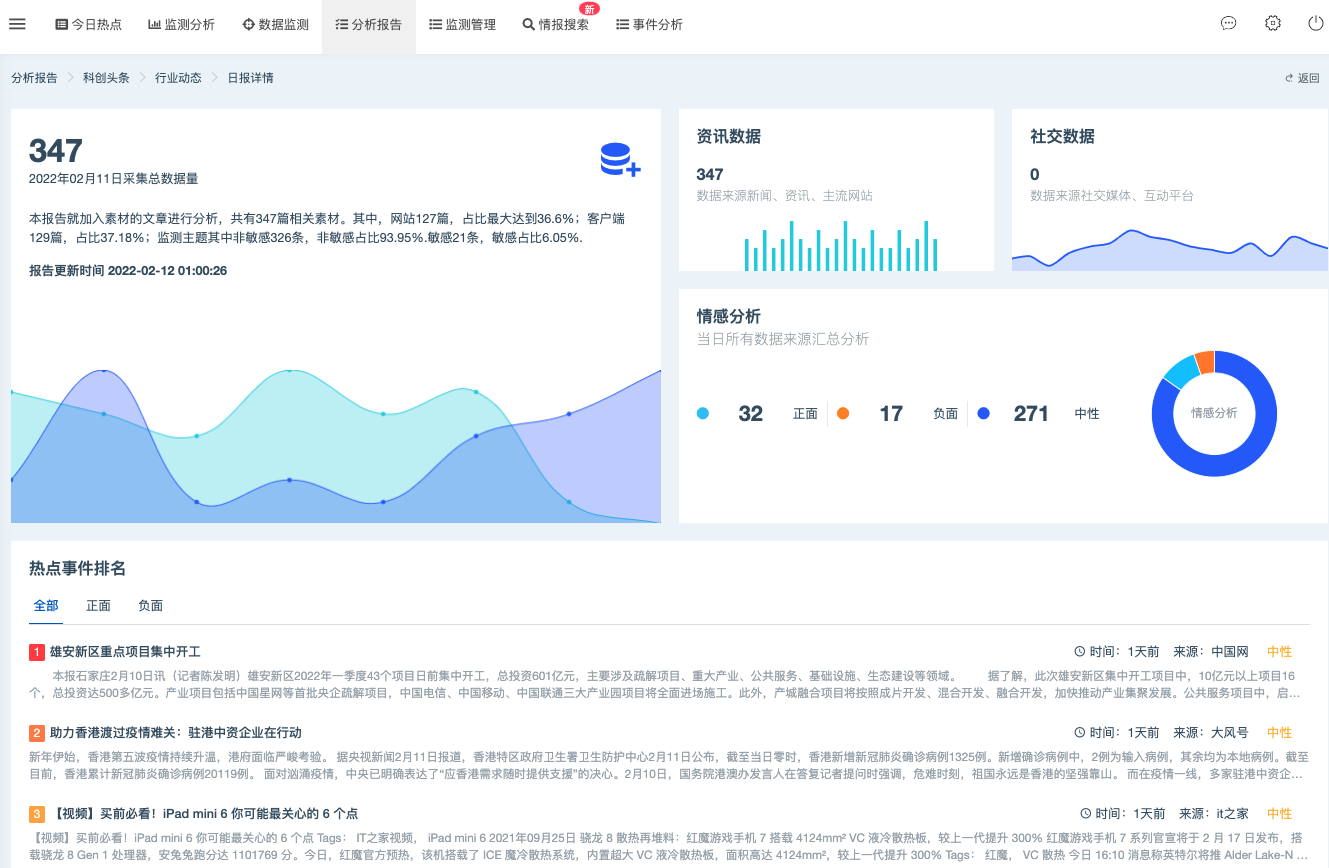 今日热点 监测分析 数据监测 分析报告 监测管理 情报搜索 新 事件分析
分析报告 科创头条 行业动态 日报详情 返回
347
2022年02月11日采集总数据量
本报告就加入素材的文章进行分析，共有347篇相关素材。其中，网站127篇，占比最大达到36.6%；客户端
129篇，占比37.18%；监测主题其中非敏感326条，非敏感占比93.95%.敏感21条，敏感占比6.05%.
报告更新时间 2022-02-12 01:00:26
资讯数据
347
数据来源新闻、资讯、主流网站
社交数据
0
数据来源社交媒体、互动平台
情感分析
当日所有数据来源汇总分析
32 正面 17 负面 271 中性
情感分析
热点事件排名
全部 正面 负面
1 雄安新区重点项目集中开工 时间：1天前 来源：中国网 中性
本报石家庄2月10日讯（记者陈发明）雄安新区2022年一季度43个项目日前集中开工，总投资601亿元，主要涉及疏解项目、重大产业、公共服务、基础设施、生态建设等领域。 据了解，此次雄安新区集中开工项目中，10亿元以上项目16
个，总投资达500多亿元。产业项目包括中国星网等首批央企疏解项目，中国电信、中国移动、中国联通三大产业园项目将全面进场施工。此外，产城融合项目将按照成片开发、混合开发、融合开发，加快推动产业集聚发展。公共服务项目中，启...
2 助力香港渡过疫情难关：驻港中资企业在行动 时间：1天前 来源：大风号 中性
新年伊始，香港第五波疫情持续升温，港府面临严峻考验。 据央视新闻2月11日报道，香港特区政府卫生署卫生防护中心2月11日公布，截至当日零时，香港新增新冠肺炎确诊病例1325例。新增确诊病例中，2例为输入病例，其余均为本地病例。截至
目前，香港累计新冠肺炎确诊病例20119例。 面对汹涌疫情，中央已明确表达了“应香港需求随时提供支援”的决心。2月10日，国务院港澳办发言人在答复记者提问时强调，危难时刻，祖国永远是香港的坚强靠山。 而在疫情一线，多家驻港中资企...
3 【视频】买前必看！iPad mini 6 你可能最关心的 6 个点 时间：1天前 来源：it之家 中性
【视频】买前必看！iPad mini 6 你可能最关心的 6 个点 Tags： IT之家视频， iPad mini 6 2021年09月25日 骁龙 8 散热再堆料：红魔游戏手机 7 搭载 4124mm² VC 液冷散热板，较上一代提升 300% 红魔游戏手机 7 系列官宣将于 2 月 17 日发布，搭
载骁龙 8 Gen 1 处理器，安兔兔跑分达 1101769 分。今日，红魔官方预热，该机搭载了 ICE 魔冷散热系统，内置超大 VC 液冷散热板，面积高达 4124mm²，较上一代提升 300% Tags： 红魔， VC 散热 今日 16:10 消息称英特尔将推 Alder Lake-N ...